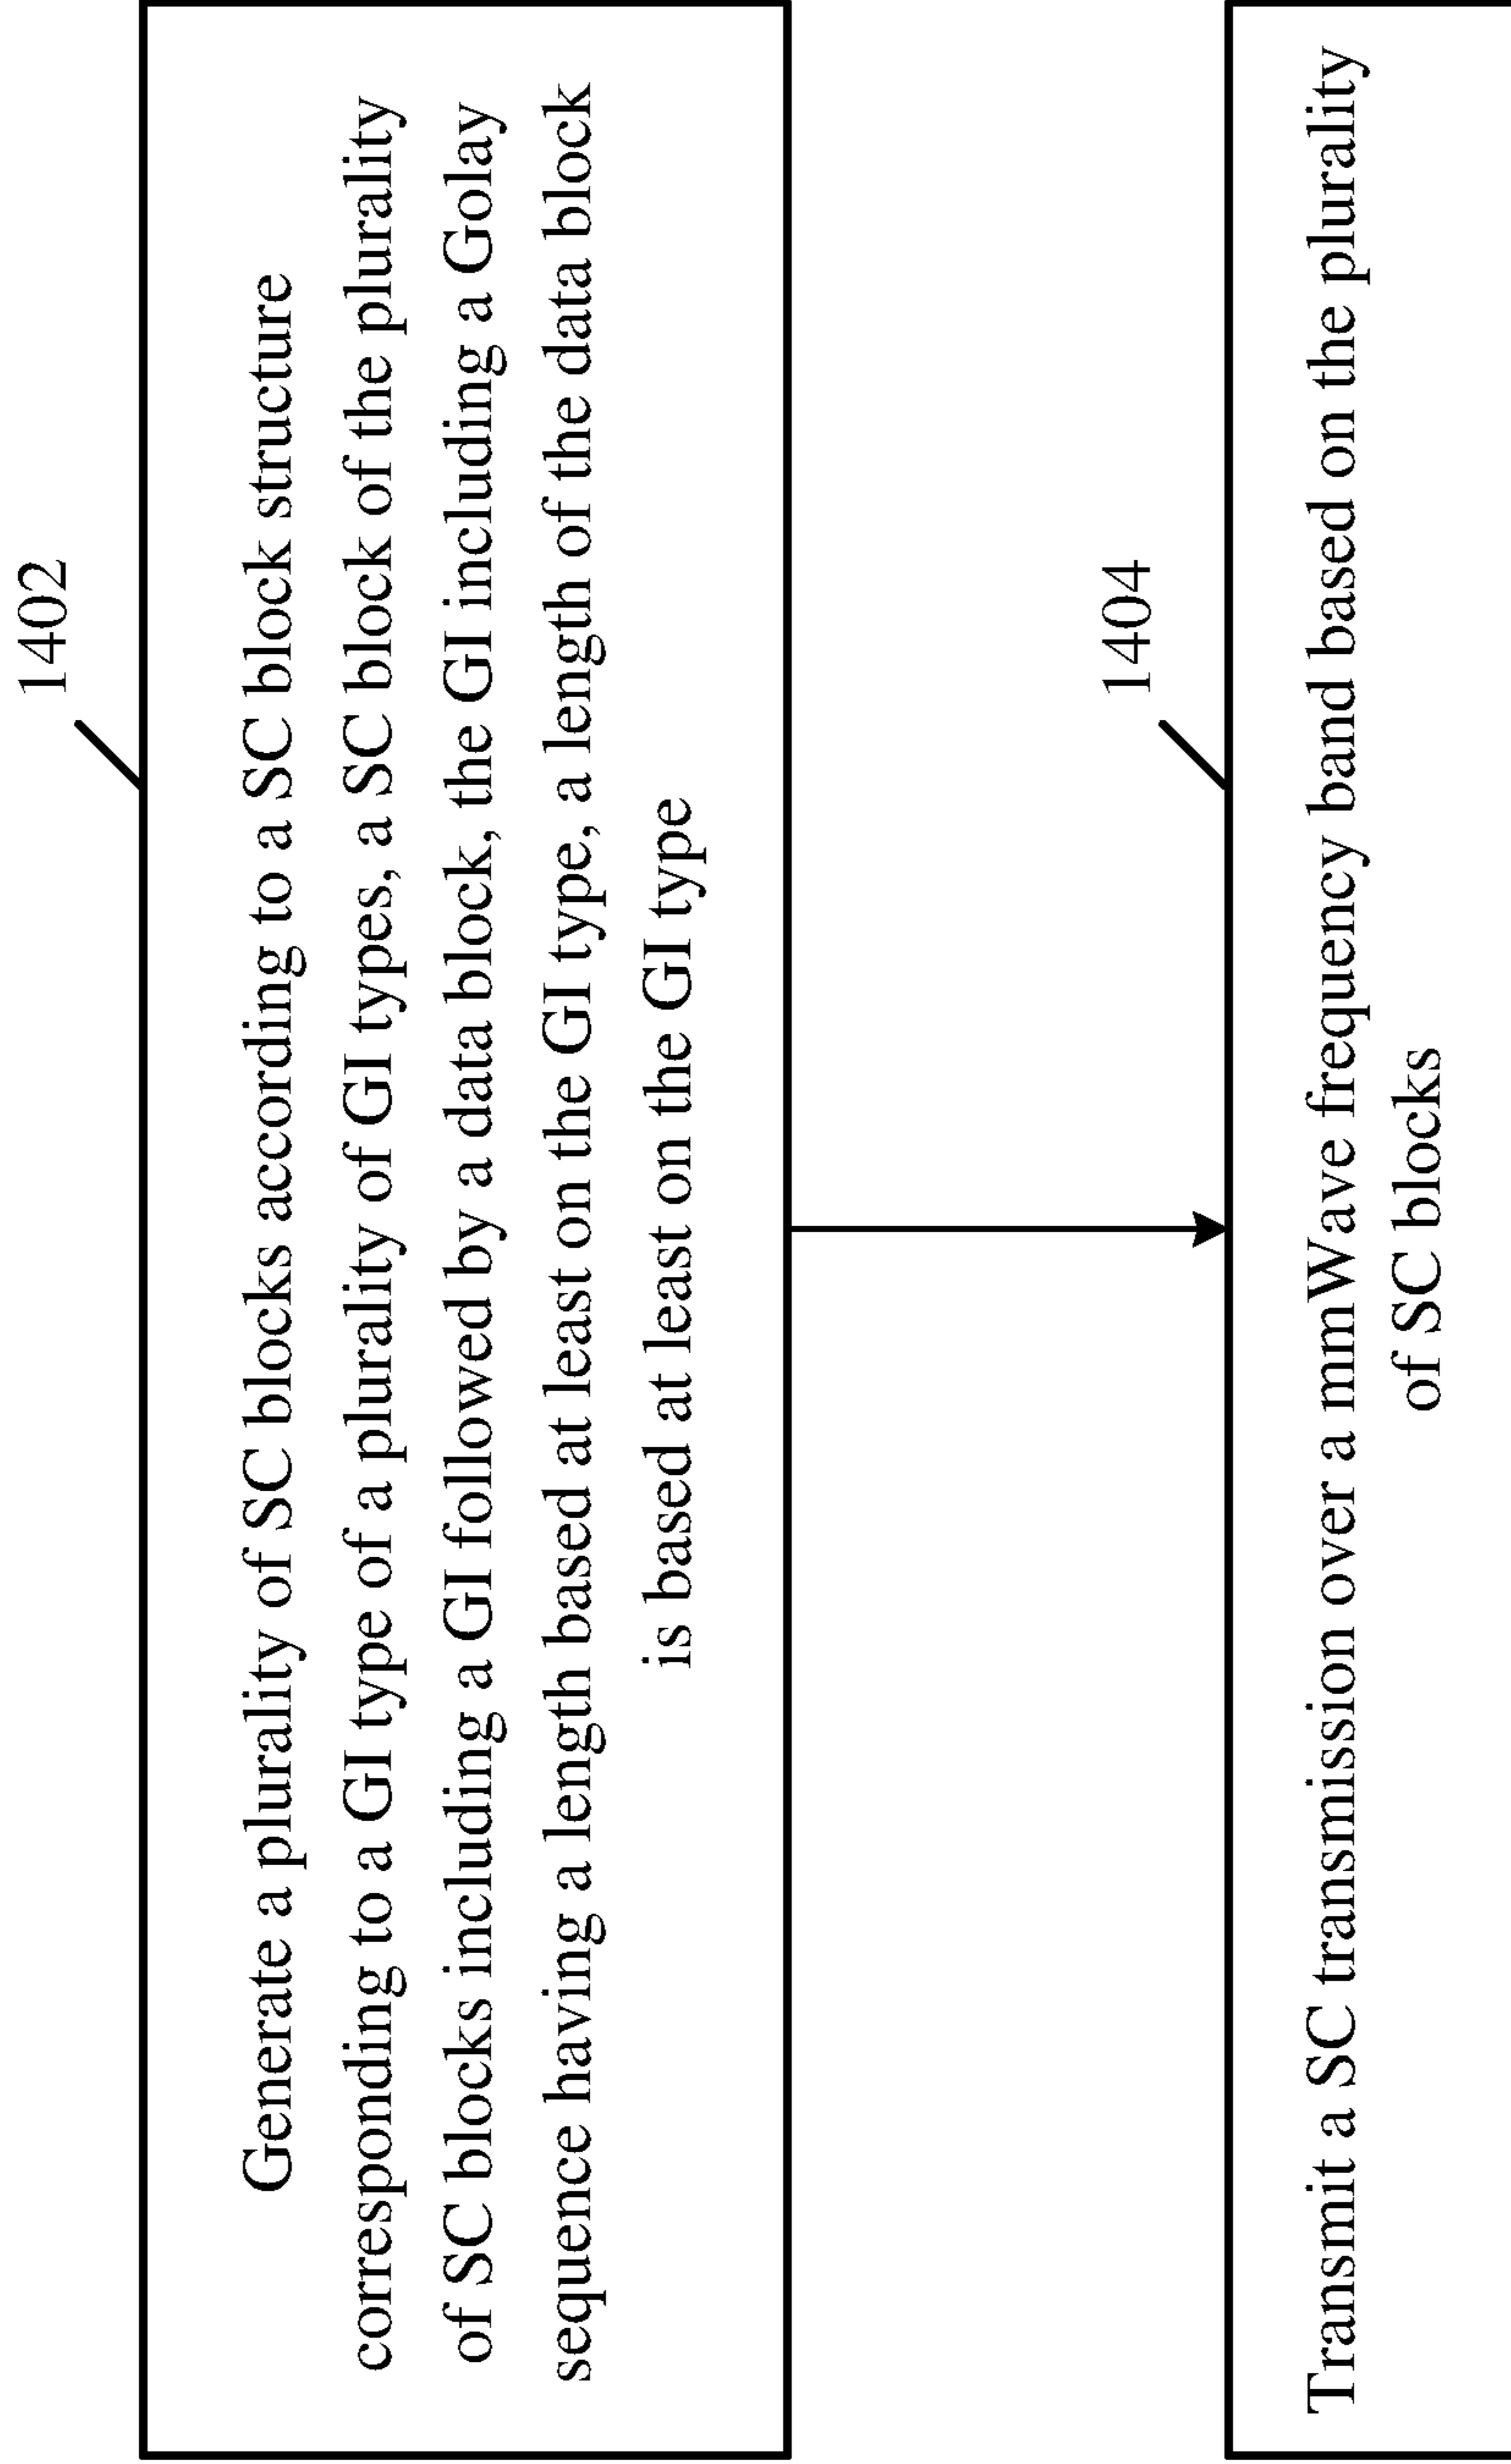 1402
Generate a plurality of SC blocks according to a SC block structure
corresponding to a GI type of a plurality of GI types, a SC block of the plurality
of SC blocks including a GI followed by a data block, the GI including a Golay
sequence having a length based at least on the GI type, a length of the data block
is based at least on the GI type
1404
Transmit a SC transmission over a mmWave frequency band based on the plurality
of SC blocks